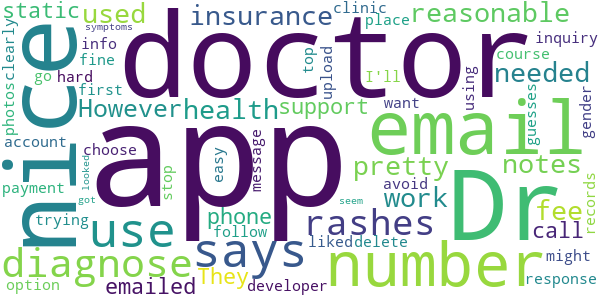 static used insurance doctor clinic place reasonable
photos clearly info account hard fine go first top upload I'll inquiry course
nice symptoms However health support using want needed gender
app email guesses
choose easy message pretty notes
payment stop phone avoid Dr fee records
trying looked got use follow rashes work call
diagnose says liked delete number seem might
option emailed They developer response